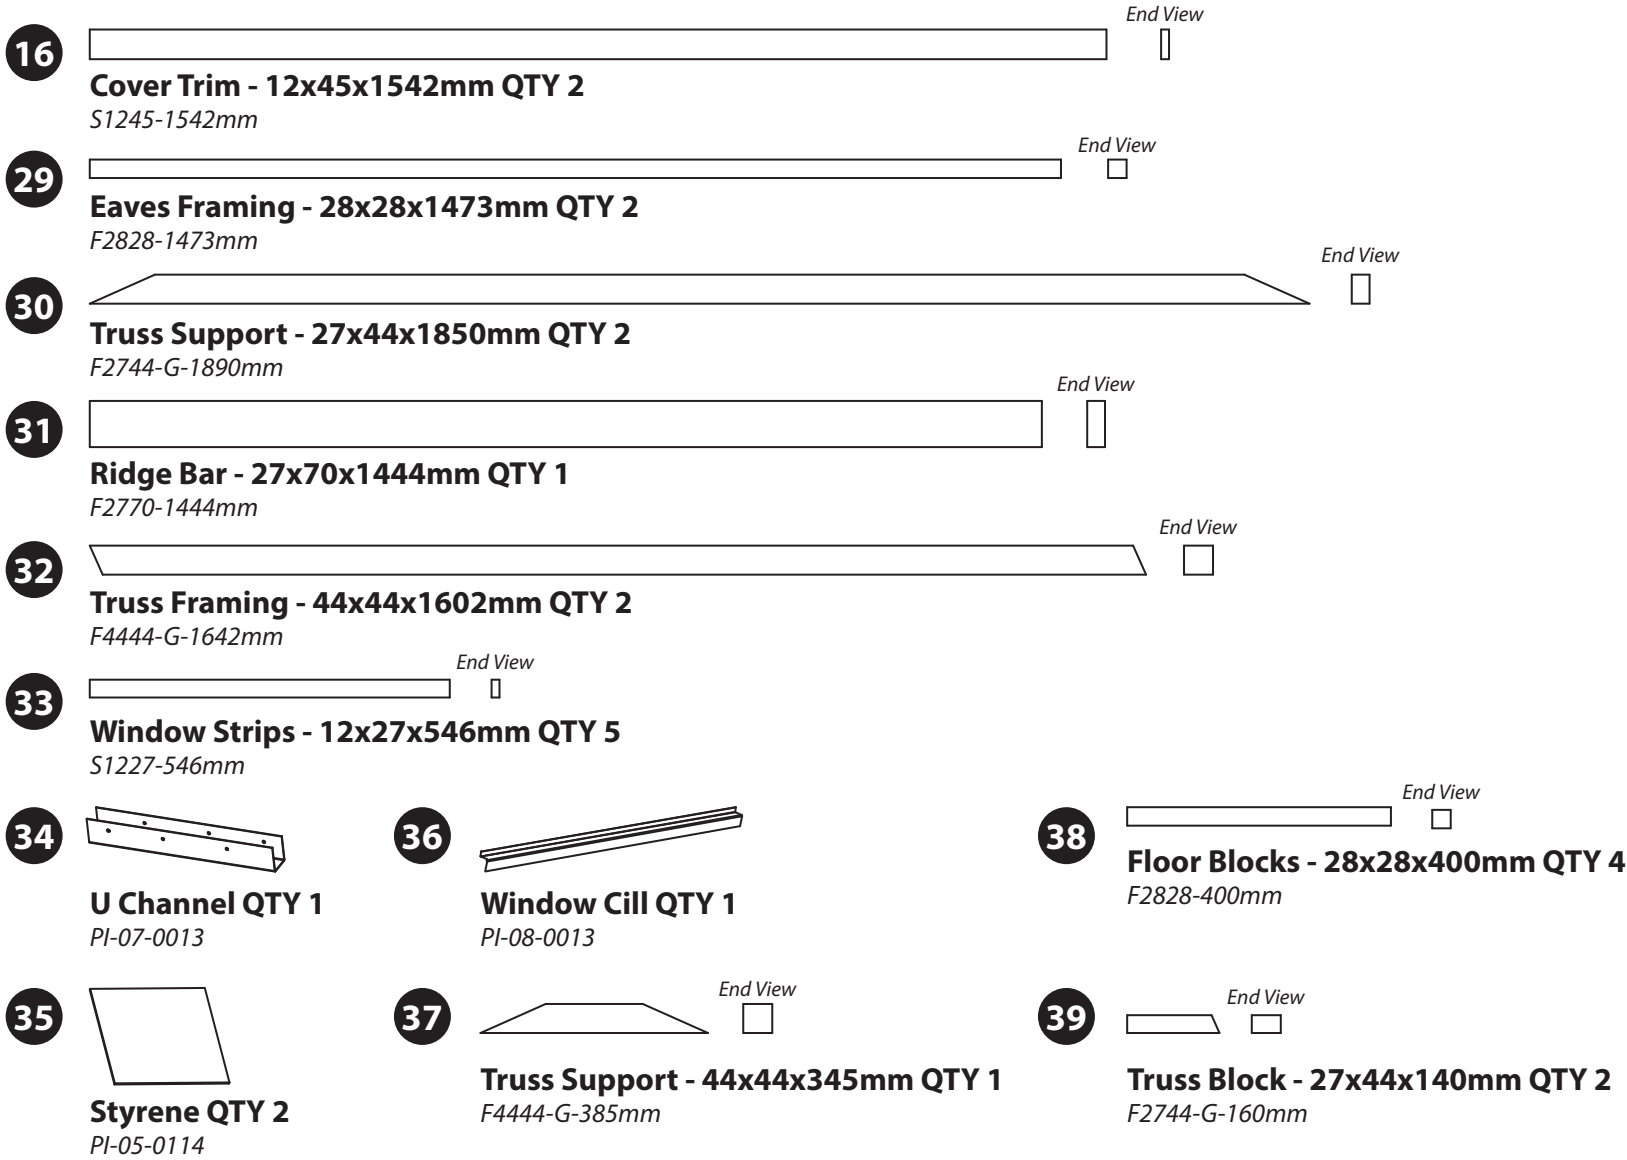 End View
16
Cover Trim - 12x45x1542mm QTY 2
S1245-1542mm
End View
29
Eaves Framing - 28x28x1473mm QTY 2
F2828-1473mm
End View
30
Truss Support - 27x44x1850mm QTY 2
F2744-G-1890mm
End View
31
Ridge Bar - 27x70x1444mm QTY 1
F2770-1444mm
End View
32
Truss Framing - 44x44x1602mm QTY 2
F4444-G-1642mm
End View
33
Window Strips - 12x27x546mm QTY 5
S1227-546mm
34
U Channel QTY 1
PI-07-0013
36
Window Cill QTY 1
PI-08-0013
End View
38
Floor Blocks - 28x28x400mm QTY 4
F2828-400mm
35
Styrene QTY 2
PI-05-0114
End View
37
Truss Support - 44x44x345mm QTY 1
F4444-G-385mm
End View
39
Truss Block - 27x44x140mm QTY 2
F2744-G-160mm